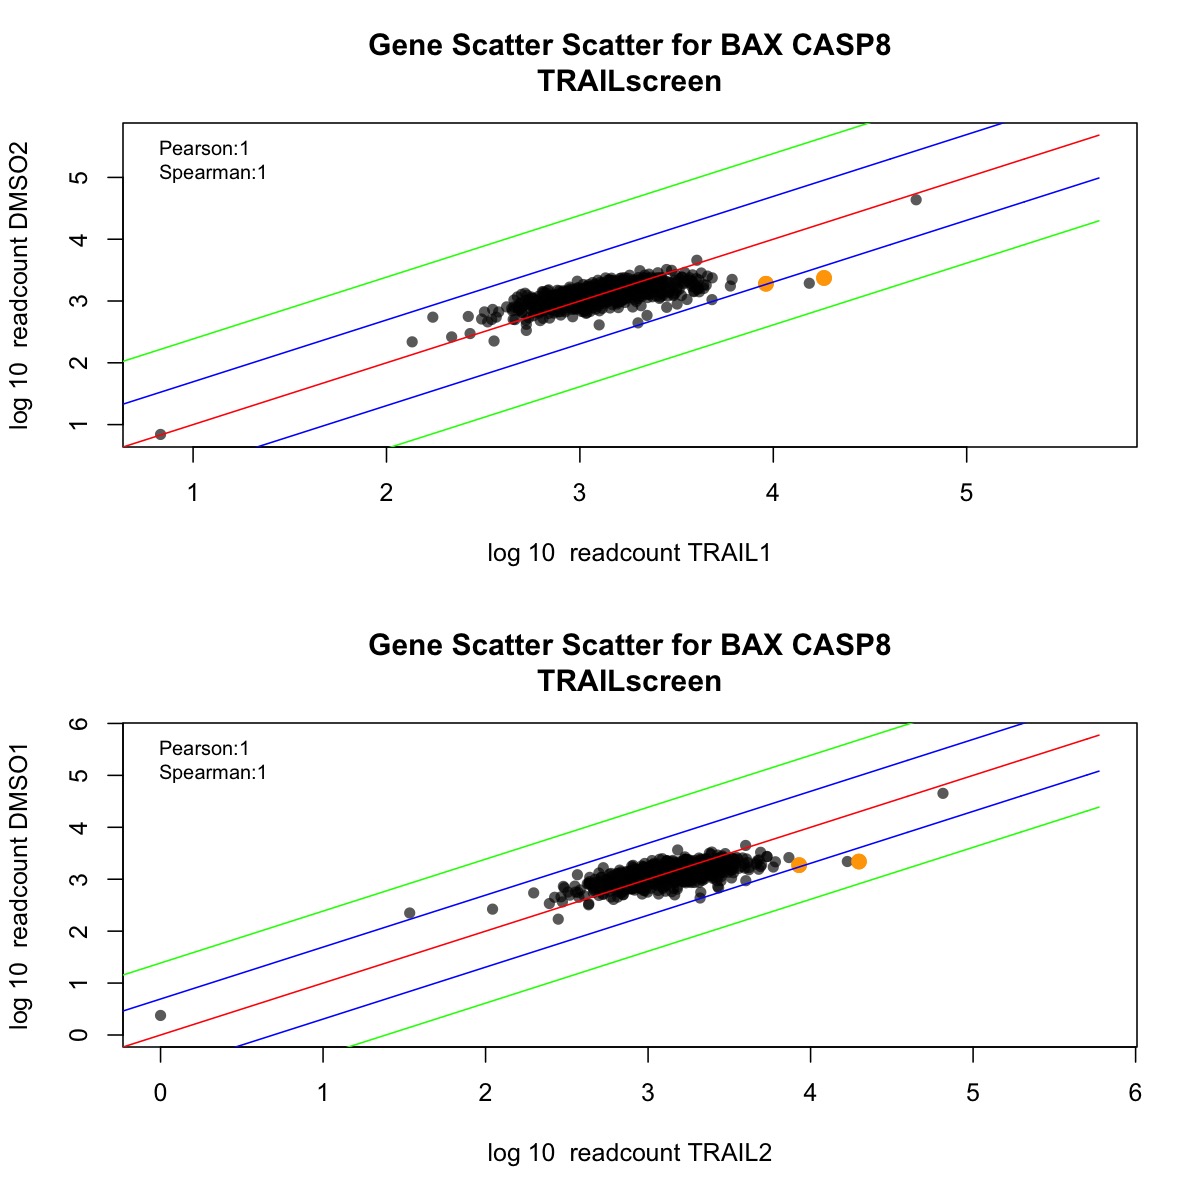 Gene Scatter Scatter for BAX CASP8
TRAILscreen
Pearson:1
Spearman:1
log 10  readcount DMSO2
5
4
3
2
1
1 2 3 4 5
log 10  readcount TRAIL1
Gene Scatter Scatter for BAX CASP8
TRAILscreen
Pearson:1
Spearman:1
log 10  readcount DMSO1
6
5
4
3
2
1
0
0 1 2 3 4 5 6
log 10  readcount TRAIL2